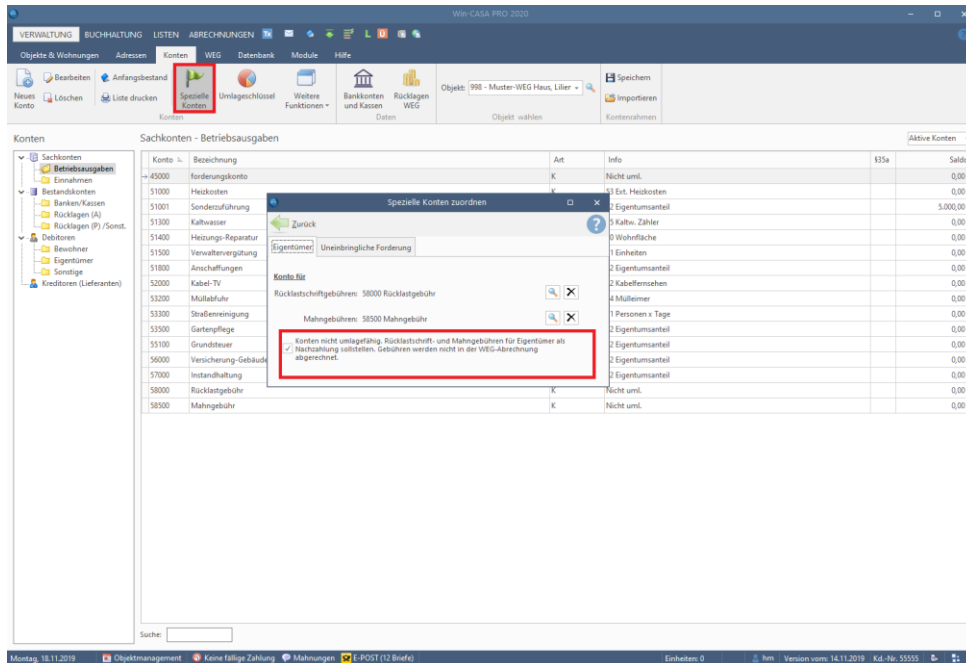 Win-CASA PRO 2020
VERWALTUNG BUCHHALTUNG LISTEN ABRECHNUNGEN
Objekte & Wohnungen Adressen Konten WEG Datenbank Module Hilfe
Neues Konto
Bearbeiten
Löschen
Anfangsbestand
Liste drucken
Spezielle Konten
Umlageschlüssel
Weitere Funktionen
Bankkonten und Kassen
Rücklagen WEG
Objekt: 998 - Muster-WEG Haus, Lilier
Speichern
Importieren
Konten Daten Objekt wählen Kontenrahmen
Konten
Sachkonten
Betriebsausgaben
Einnahmen
Bestandskonten
Banken/Kassen
Rücklagen (A)
Rücklagen (P) /Sonst.
Debitoren
Bewohner
Eigentümer
Sonstige
Kreditoren (Lieferanten)
Sachkonten - Betriebsausgaben
Aktive Konten
Konto Bezeichnung Art Info §35a Saldo
45000 forderungskonto K Nicht uml. 0,00
51000 Heizkosten K 53 Ext. Heizkosten 0,00
51001 Sonderzuführung 2 Eigentumsanteil 5.000,00
51300 Kaltwasser 5 Kaltw. Zähler 0,00
51400 Heizungs-Reparatur 0 Wohnfläche 0,00
51500 Verwaltervergütung 1 Einheiten 0,00
51800 Anschaffungen 2 Eigentumsanteil 0,00
52000 Kabel-TV 2 Kabelfernsehen 0,00
53200 Müllabfuhr 4 Mülleimer 0,00
53300 Straßenreinigung 1 Personen x Tage 0,00
53500 Gartenpflege 2 Eigentumsanteil 0,00
55100 Grundsteuer 2 Eigentumsanteil 0,00
56000 Versicherung-Gebäude 2 Eigentumsanteil 0,00
57000 Instandhaltung 2 Eigentumsanteil 0,00
58000 Rücklastgebühr K Nicht uml. 0,00
58500 Mahngebühr K Nicht uml. 0,00
Spezielle Konten zuordnen
Zurück
Eigentümer Uneinbringliche Forderung
Konto für
Rücklastschriftgebühren: 58000 Rücklastgebühr
Mahngebühren: 58500 Mahngebühr
Konten nicht umlagefähig. Rücklastschrift- und Mahngebühren für Eigentümer als
Nachzahlung sollstellen. Gebühren werden nicht in der WEG-Abrechnung
abgerechnet.
Suche:
Montag, 18.11.2019 Objektmanagement Keine fällige Zahlung Mahnungen E-POST (12 Briefe) Einheiten: 0 hm Version vom: 14.11.2019 Kd.-Nr. 55555